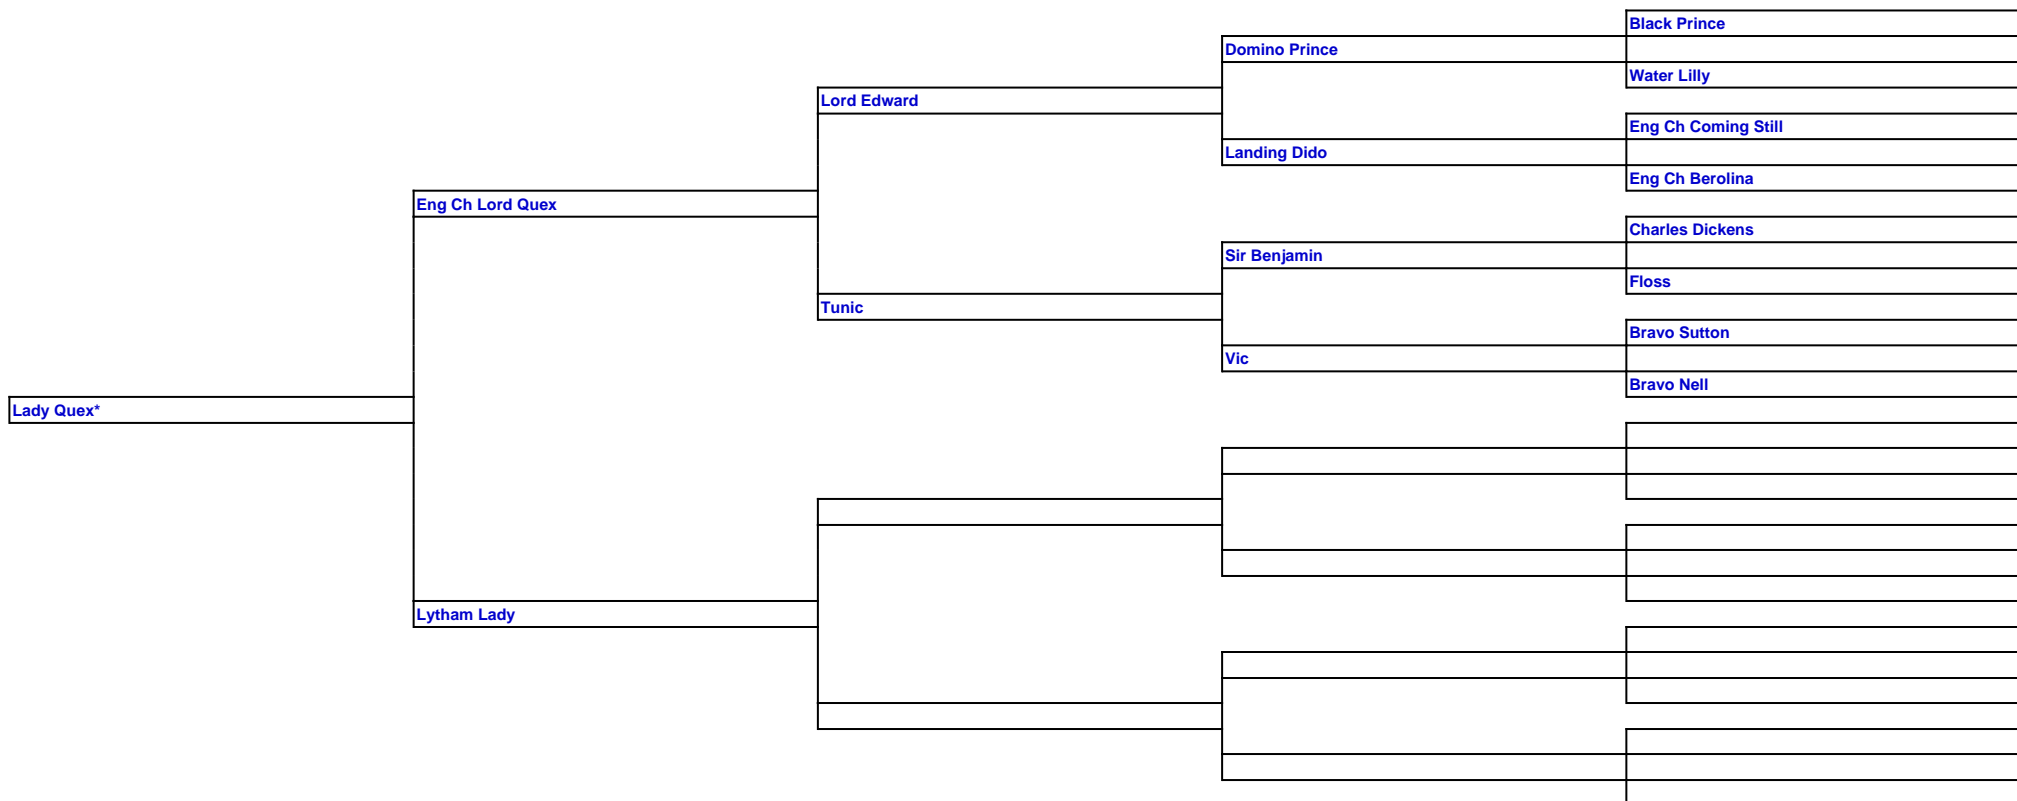 Black Prince
Domino Prince
Water Lilly
Lord Edward
Eng Ch Coming Still
Landing Dido
Eng Ch Berolina
Eng Ch Lord Quex
Charles Dickens
Sir Benjamin
Floss
Tunic
Bravo Sutton
Vic
Bravo Nell
Lady Quex*
Lytham Lady